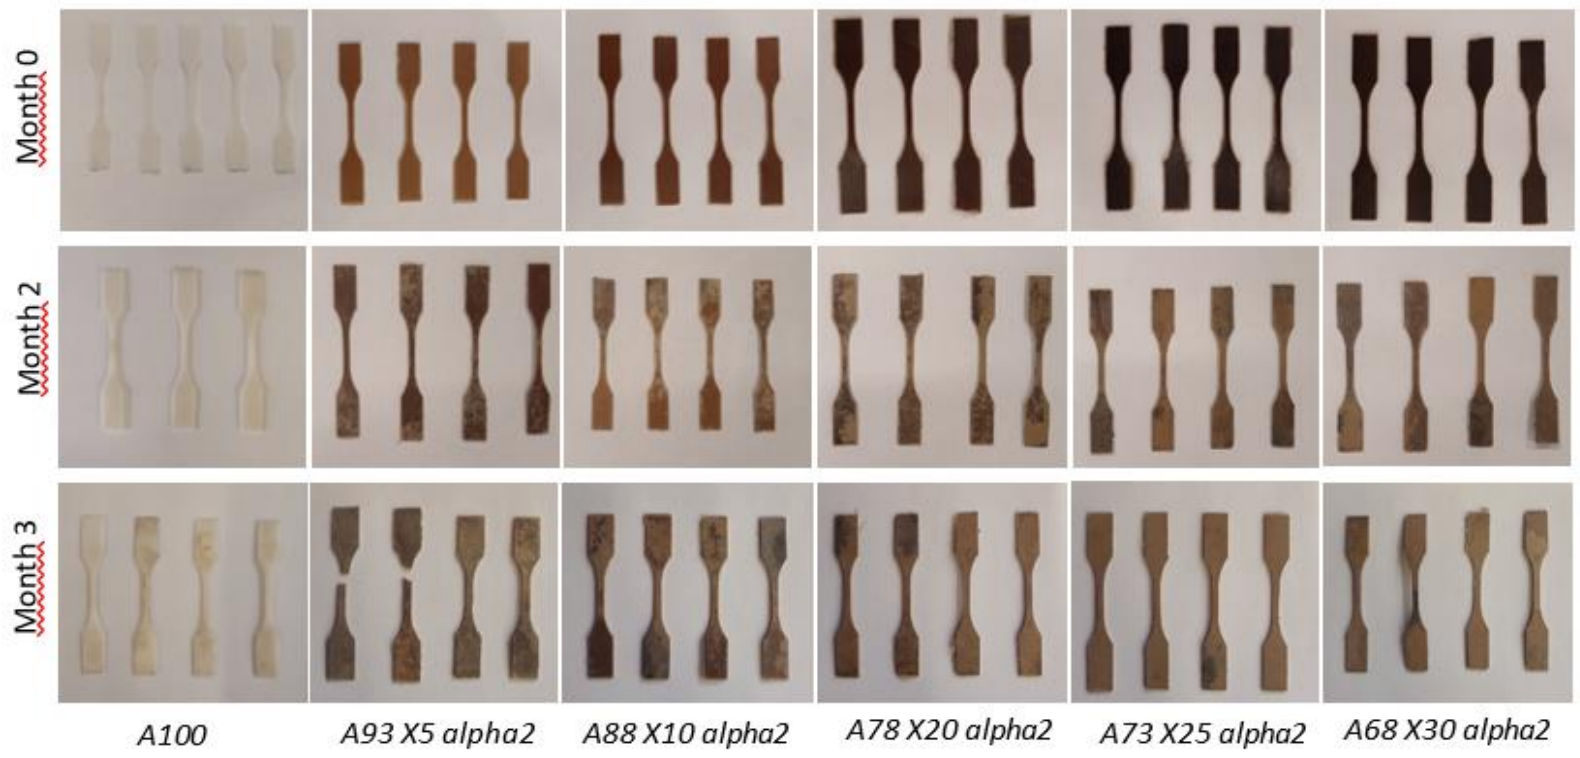 Month 0
Month 2
Month 3
A100
A93 X5 alpha2
A88 X10 alpha2
A78 X20 alpha2
A73 X25 alpha2
A68 X30 alpha2